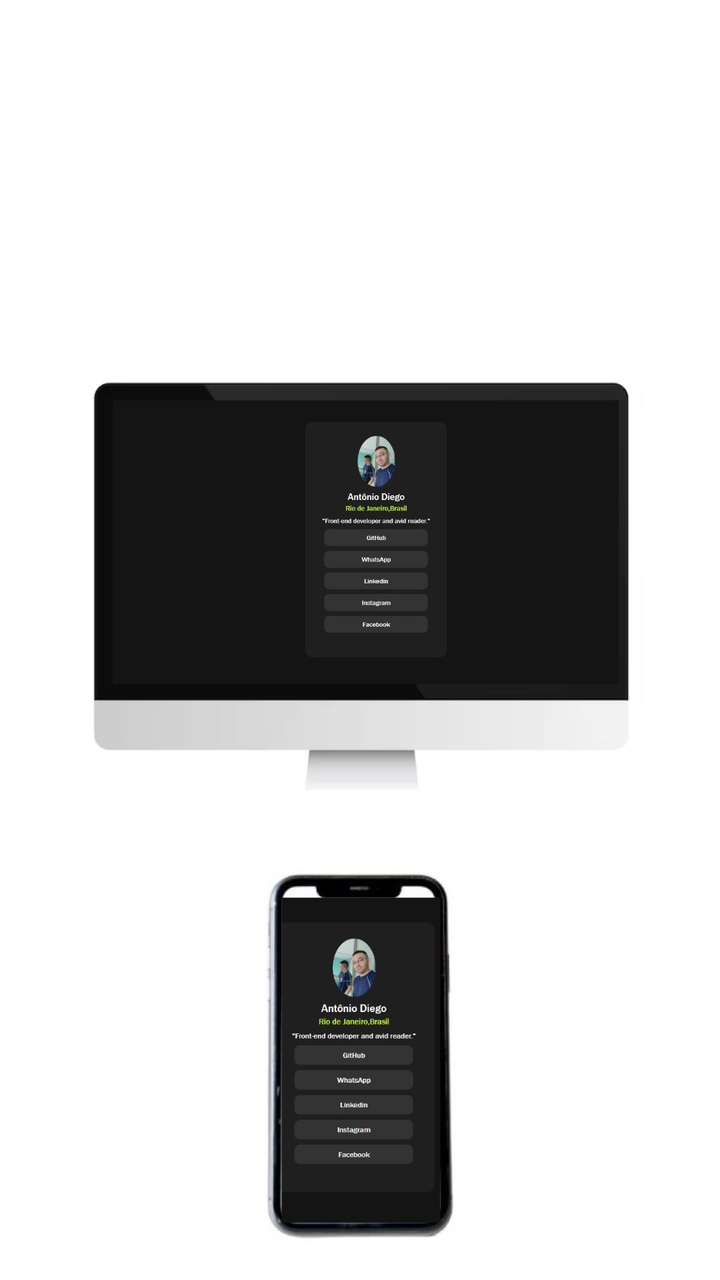 Antônio Diego
Rio de Janeiro,Brasil
"Front-end developer and avid reader."
GitHub
WhatsApp
Linkedin
Instagram
Facebook
Antônio Diego
Rio de Janeiro,Brasil
"Front-end developer and avid reader."
GitHub
WhatsApp
Linkedin
Instagram
Facebook